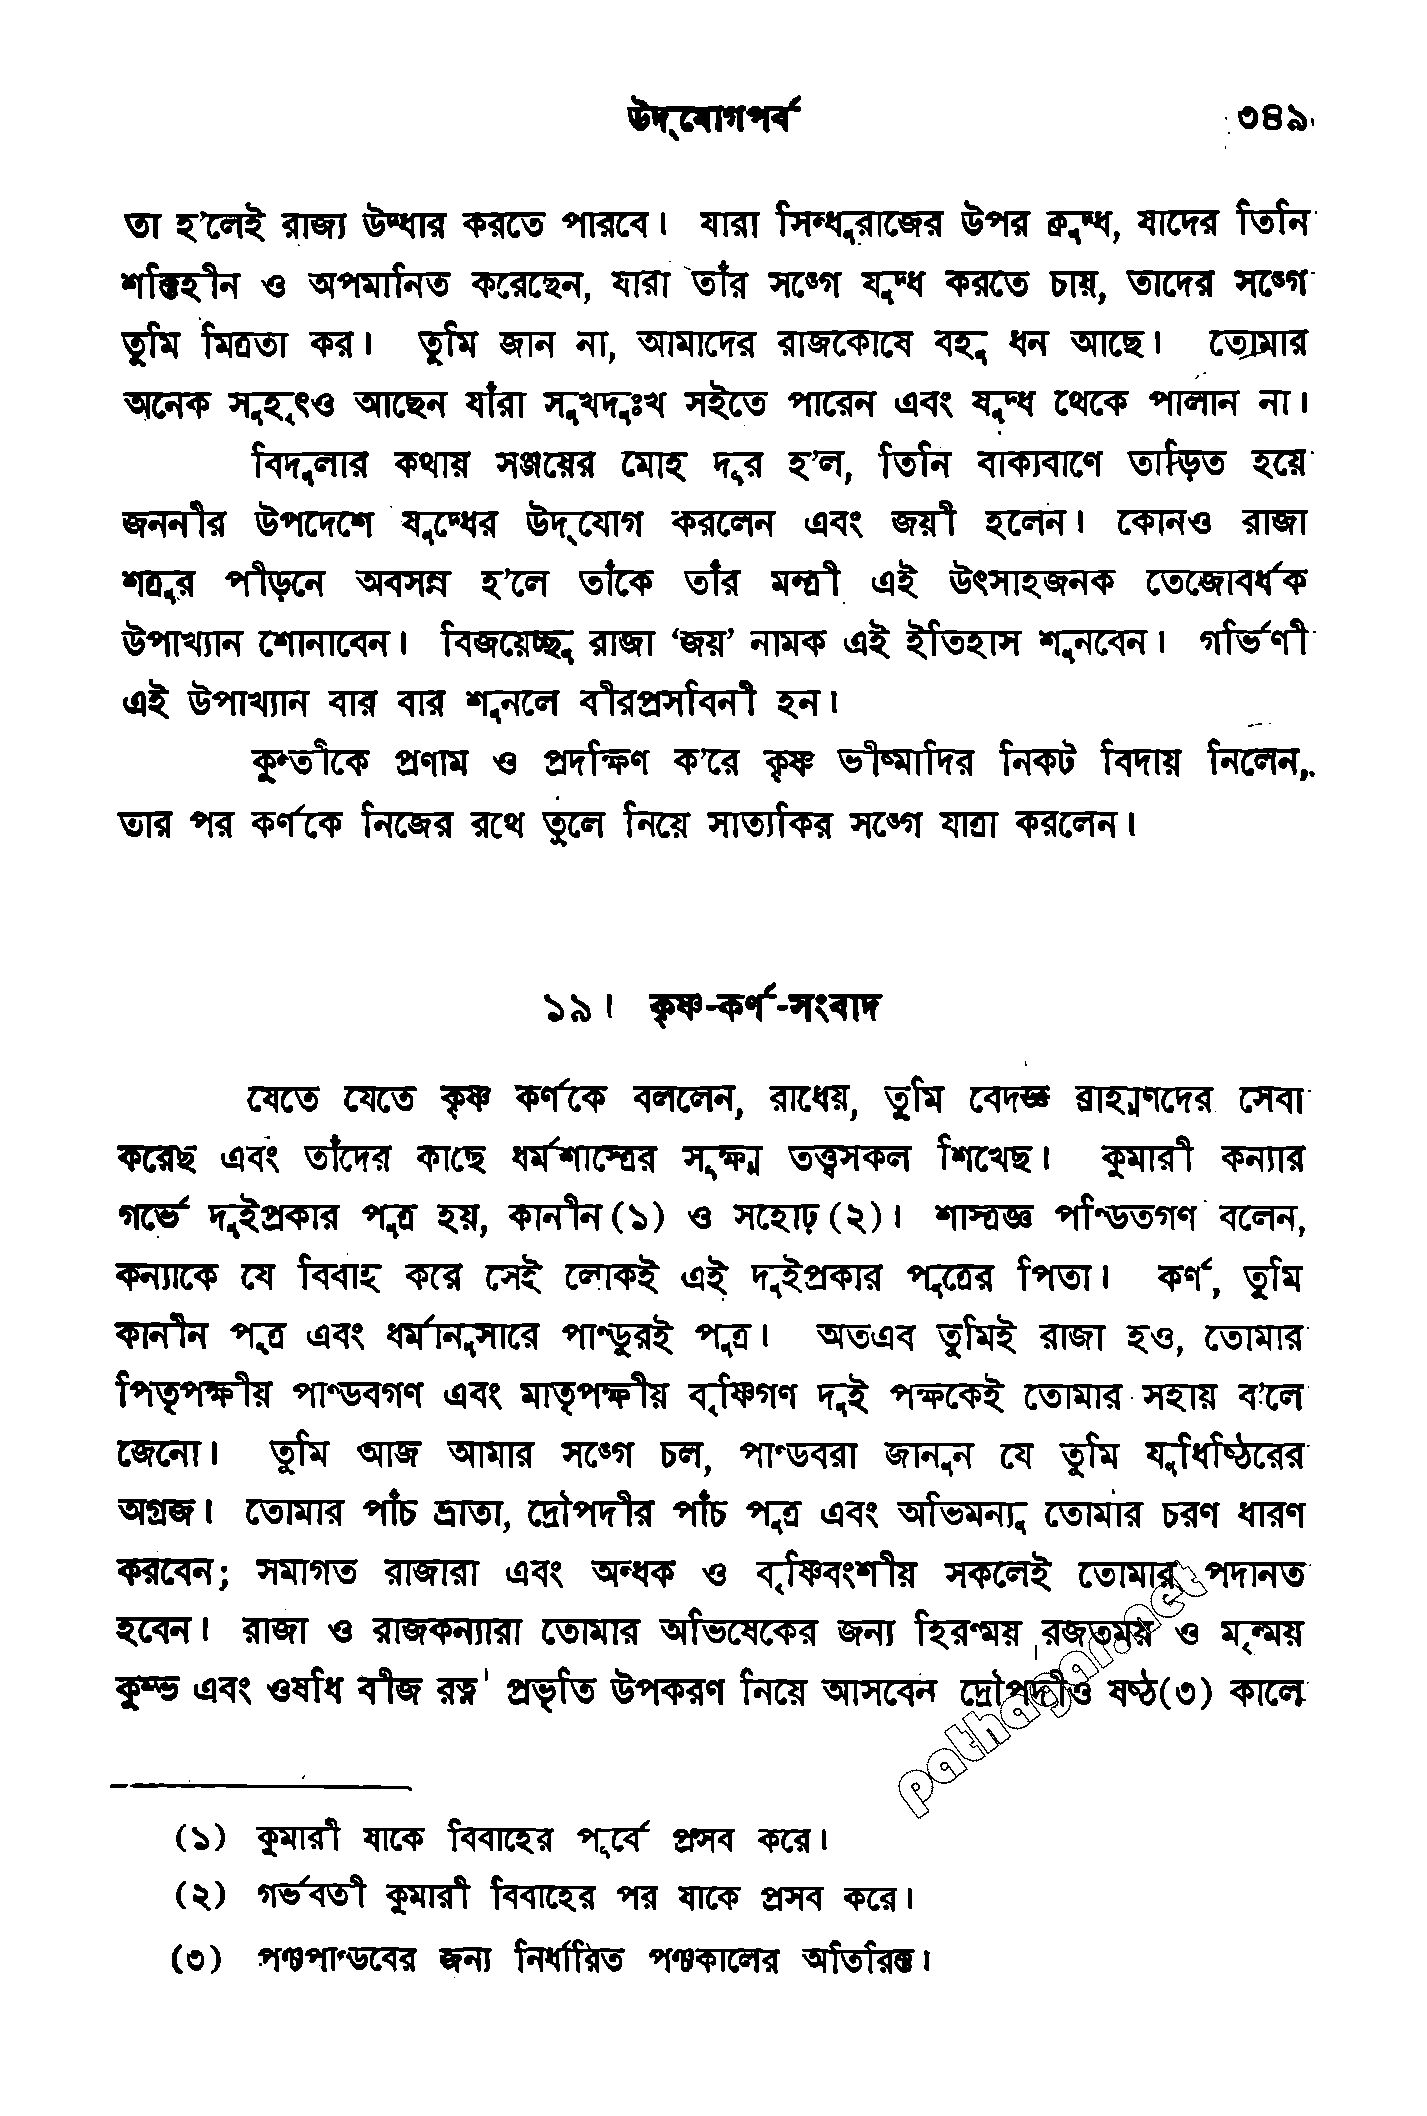 উদ্‌যোগপর্ব ৩৪৯
তা হ'লেই রাজ্য উদ্ধার করতে পারবে। যারা সিন্ধুরাজের উপর ক্রুদ্ধ, যাদের তিনি
শক্তিহীন ও অপমানিত করেছেন, যারা তাঁর সঙ্গে যুদ্ধ করতে চায়, তাদের সঙ্গে
তুমি মিত্রতা কর। তুমি জান না, আমাদের রাজকোষে বহু ধন আছে। তোমার
অনেক সুহৃৎও আছেন যাঁরা সুখদুঃখ সইতে পারেন এবং যুদ্ধ থেকে পালান না।
বিদুলার কথায় সঞ্জয়ের মোহ দূর হ'ল, তিনি বাক্যবাণে তাড়িত হয়ে
জননীর উপদেশে যুদ্ধের উদ্‌যোগ করলেন এবং জয়ী হলেন। কোনও রাজা
শত্রুর পীড়নে অবসন্ন হ'লে তাঁকে তাঁর মন্ত্রী এই উৎসাহজনক তেজোবর্ধক
উপাখ্যান শোনাবেন। বিজয়েচ্ছু রাজা ‘জয়’ নামক এই ইতিহাস শুনবেন। গর্ভিণী
এই উপাখ্যান বার বার শুনলে বীরপ্রসবিনী হন।
কুন্তীকে প্রণাম ও প্রদক্ষিণ ক'রে কৃষ্ণ ভীষ্মাদির নিকট বিদায় নিলেন,
তার পর কর্ণকে নিজের রথে তুলে নিয়ে সাত্যকির সঙ্গে যাত্রা করলেন।
১৯। কৃষ্ণ-কর্ণ-সংবাদ
যেতে যেতে কৃষ্ণ কর্ণকে বললেন, রাধেয়, তুমি বেদজ্ঞ ব্রাহ্মণদের সেবা
করেছ এবং তাঁদের কাছে ধর্মশাস্ত্রের সূক্ষ্ম তত্ত্বসকল শিখেছ। কুমারী কন্যার
গর্ভে দুইপ্রকার পুত্র হয়, কানীন(১) ও সহোঢ়(২)। শাস্ত্রজ্ঞ পণ্ডিতগণ বলেন,
কন্যাকে যে বিবাহ করে সেই লোকই এই দুইপ্রকার পুত্রের পিতা। কর্ণ, তুমি
কানীন পুত্র এবং ধর্মানুসারে পাণ্ডুরই পুত্র। অতএব তুমিই রাজা হও, তোমার
পিতৃপক্ষীয় পাণ্ডবগণ এবং মাতৃপক্ষীয় বৃষ্ণিগণ দুই পক্ষকেই তোমার সহায় ব'লে
জেনো। তুমি আজ আমার সঙ্গে চল, পাণ্ডবরা জানুন যে তুমি যুধিষ্ঠিরের
অগ্রজ। তোমার পাঁচ ভ্রাতা, দ্রৌপদীর পাঁচ পুত্র এবং অভিমন্যু তোমার চরণ ধারণ
করবেন; সমাগত রাজারা এবং অন্ধক ও বৃষ্ণিবংশীয় সকলেই তোমার পদানত
হবেন। রাজা ও রাজকন্যারা তোমার অভিষেকের জন্য হিরণ্ময় রজতময় ও মৃন্ময়
কুম্ভ এবং ওষধি বীজ রত্ন প্রভৃতি উপকরণ নিয়ে আসবেন দ্রৌপদীও ষষ্ঠ(৩) কালে
(১) কুমারী যাকে বিবাহের পূর্বে প্রসব করে।
(২) গর্ভবতী কুমারী বিবাহের পর যাকে প্রসব করে।
(৩) পঞ্চপাণ্ডবের জন্য নির্ধারিত পঞ্চকালের অতিরিক্ত।
pathagar.net